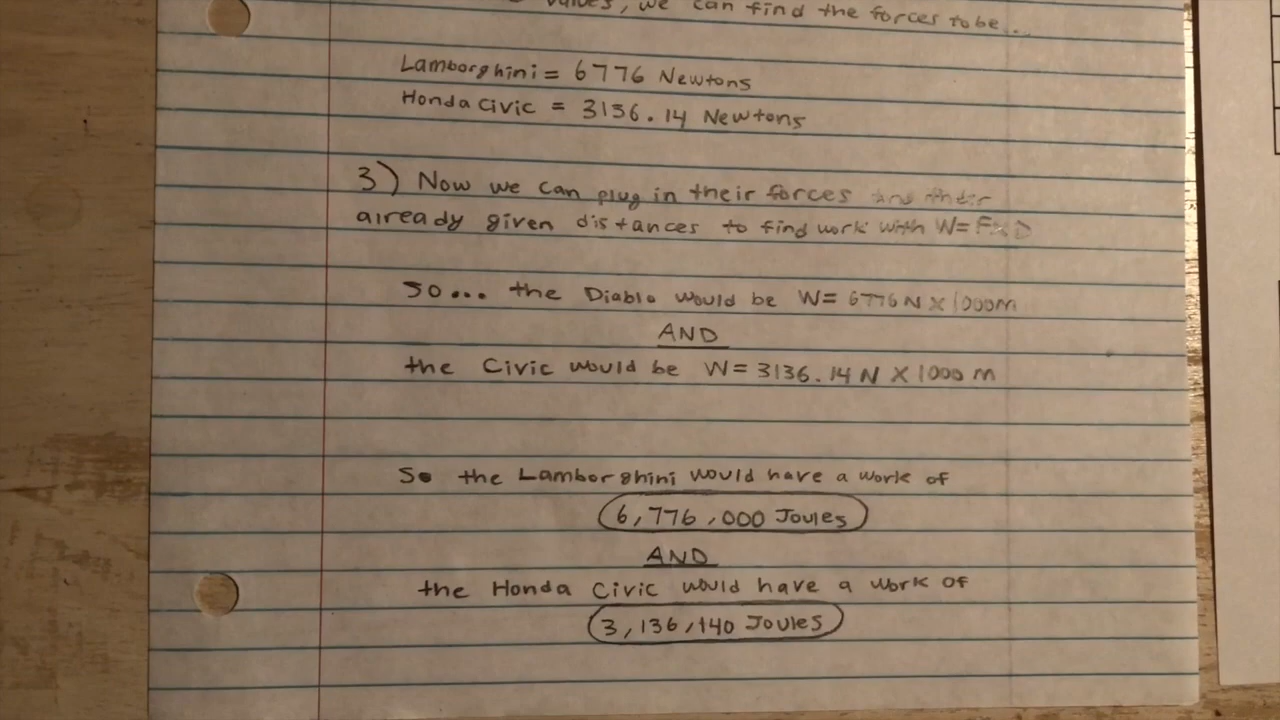 values, we can find the forces to be...
Lamborghini = 6776 Newtons
Honda Civic = 3136.14 Newtons
3) Now we can plug in their forces and their
already given distances to find work with W=FxD
So... the Diablo would be W= 6776N X 1000m
AND
the Civic would be W= 3136.14 N X 1000 m
So the Lamborghini would have a work of
6,776,000 Joules
AND
the Honda Civic would have a work of
3,136,140 Joules